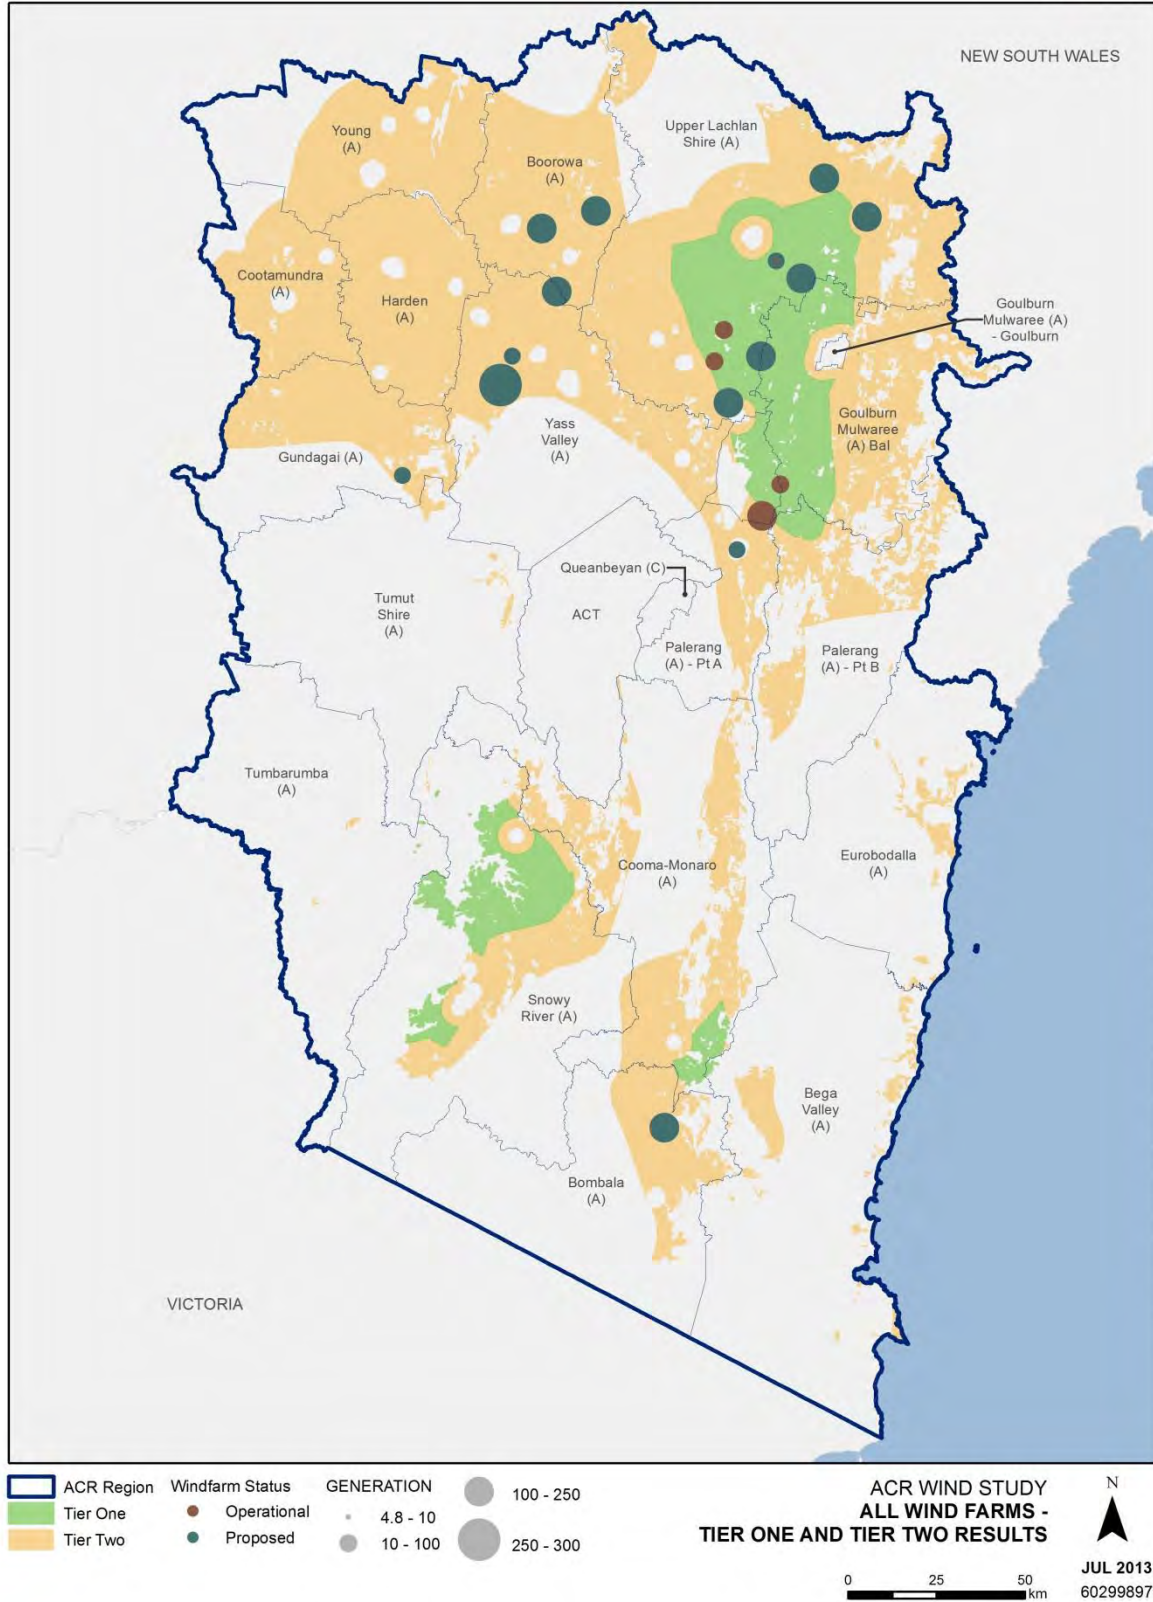 NEW SOUTH WALES
Upper Lachlan
Shire (A)
Young
(A)
Boorowa
(A)
Cootamundra
(A)
Harden
(A)
Goulburn
Mulwaree (A)
- Goulburn
Goulburn
Mulwaree
(A) Bal
Yass
Valley
(A)
Gundagai (A)
Queanbeyan (C)
ACT
Tumut
Shire
(A)
Palerang
(A) - Pt A
Palerang
(A) - Pt B
Tumbarumba
(A)
Eurobodalla
(A)
Cooma-Monaro
(A)
Snowy
River (A)
Bega
Valley
(A)
Bombala
(A)
VICTORIA
ACR Region
Tier One
Tier Two
Windfarm Status
Operational
Proposed
GENERATION
4.8 - 10
10 - 100
100 - 250
250 - 300
ACR WIND STUDY
ALL WIND FARMS -
TIER ONE AND TIER TWO RESULTS
0 25 50
km
N
JUL 2013
60299897